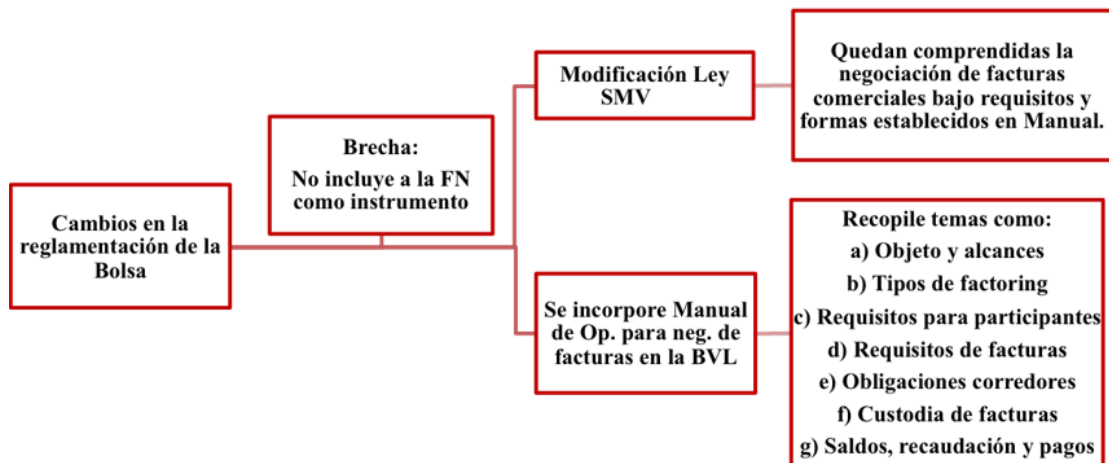 Cambios en la
reglamentación de la
Bolsa
Brecha:
No incluye a la FN
como instrumento
Modificación Ley
SMV
Quedan comprendidas la
negociación de facturas
comerciales bajo requisitos y
formas establecidos en Manual.
Se incorpore Manual
de Op. para neg. de
facturas en la BVL
Recopile temas como:
a) Objeto y alcances
b) Tipos de factoring
c) Requisitos para participantes
d) Requisitos de facturas
e) Obligaciones corredores
f) Custodia de facturas
g) Saldos, recaudación y pagos